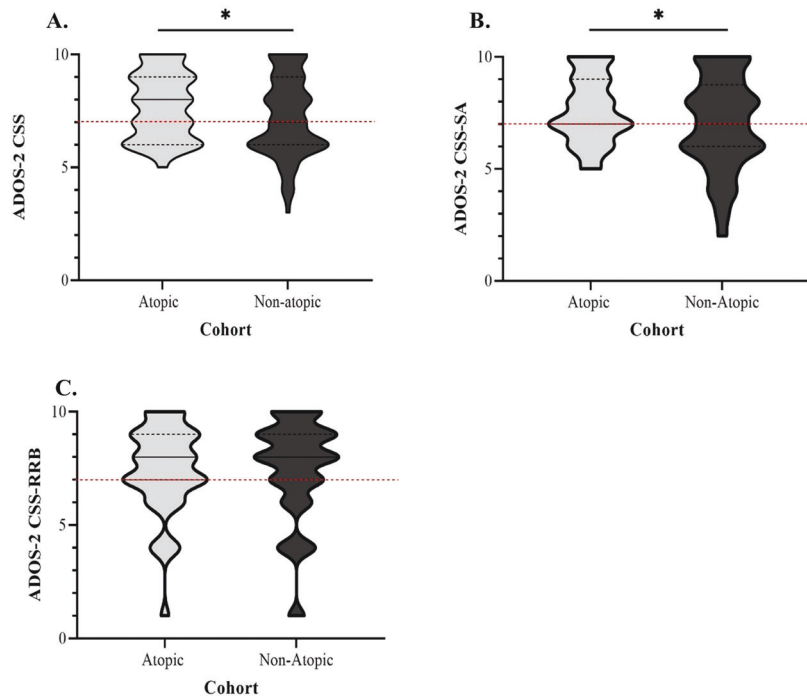 A.
*
10
5
0
ADOS-2 CSS
Atopic Non-atopic
Cohort
B.
*
10
5
0
ADOS-2 CSS-SA
Atopic Non-Atopic
Cohort
C.
10
5
0
ADOS-2 CSS-RRB
Atopic Non-Atopic
Cohort